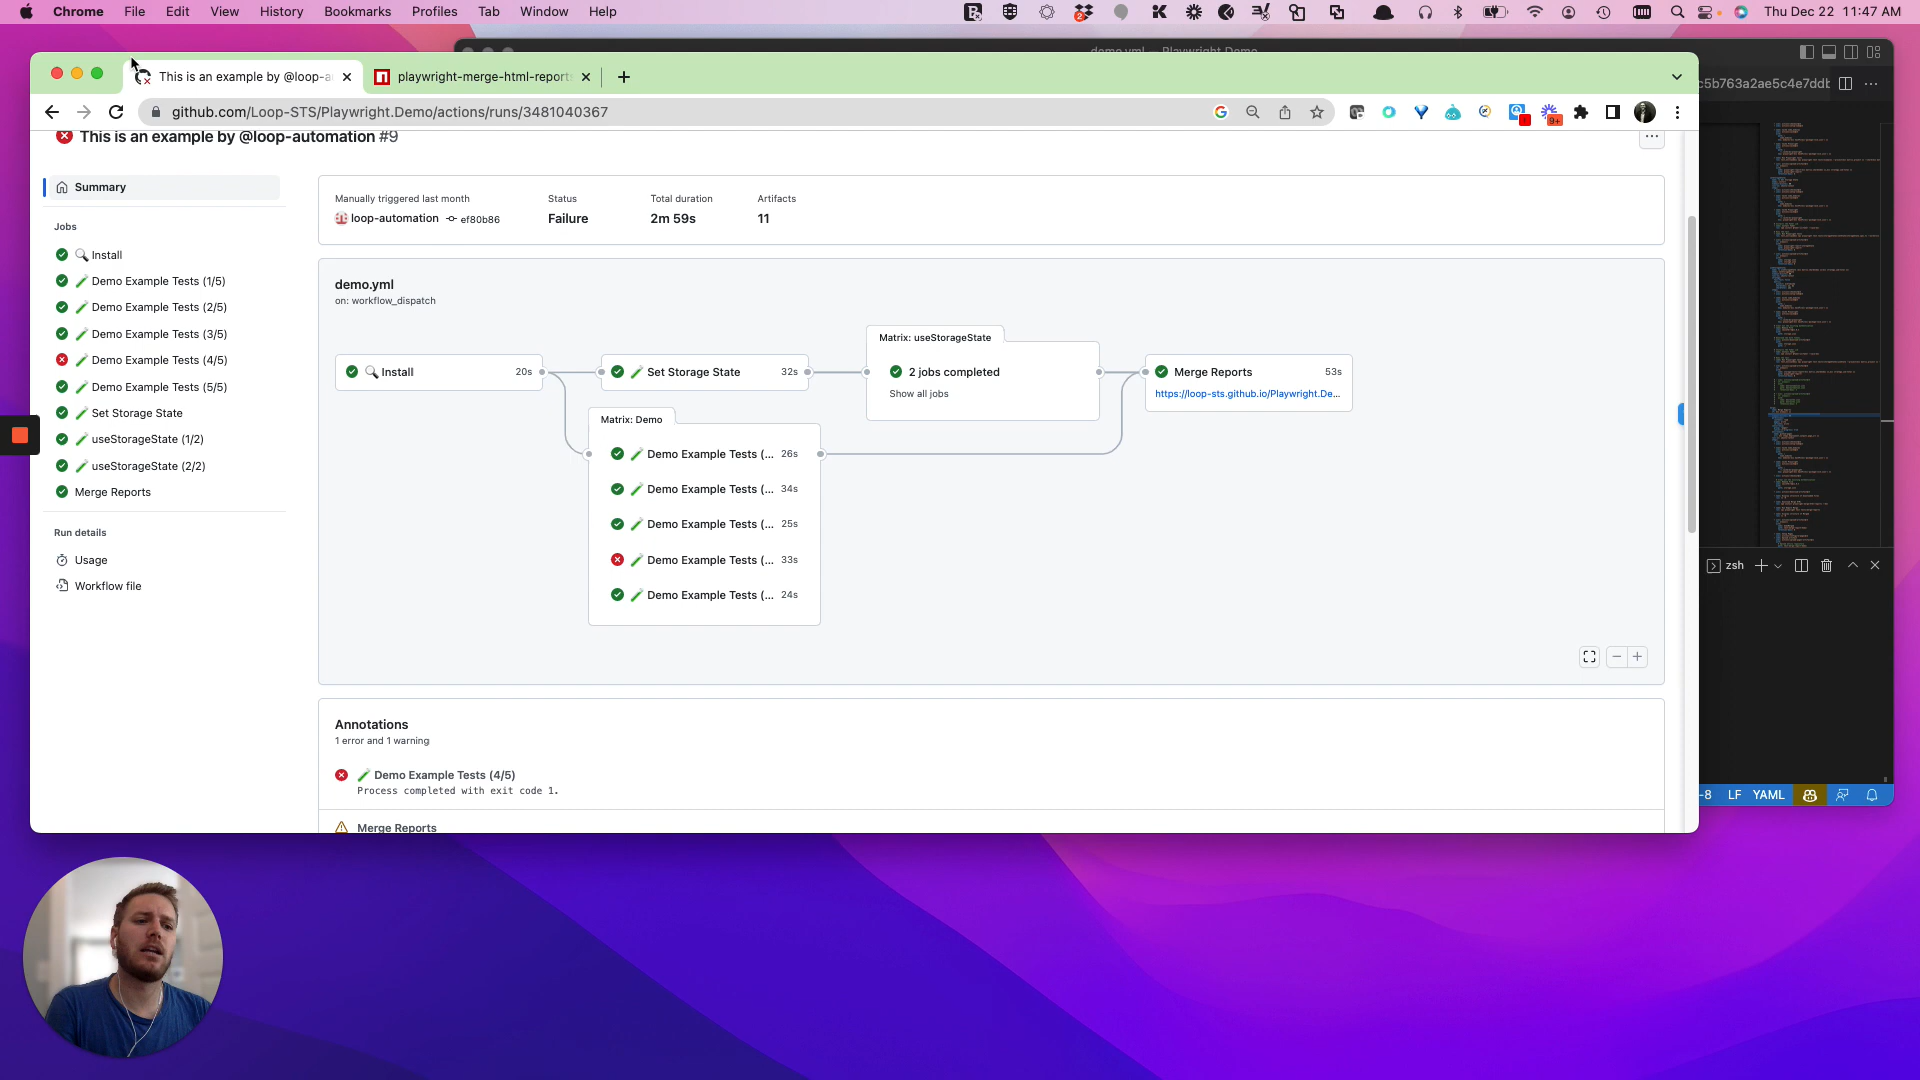 Chrome File Edit View History Bookmarks Profiles Tab Window Help
Thu Dec 22 11:47 AM
demo.yml — Playwright Demo
This is an example by @loop-a
playwright-merge-html-report
c5b763a2ae5c4e7ddb
github.com/Loop-STS/Playwright.Demo/actions/runs/3481040367
9+
This is an example by @loop-automation #9
Summary
Jobs
Install
Demo Example Tests (1/5)
Demo Example Tests (2/5)
Demo Example Tests (3/5)
Demo Example Tests (4/5)
Demo Example Tests (5/5)
Set Storage State
useStorageState (1/2)
useStorageState (2/2)
Merge Reports
Run details
Usage
Workflow file
Manually triggered last month
loop-automation ef80b86
Status
Failure
Total duration
2m 59s
Artifacts
11
demo.yml
on: workflow_dispatch
Install 20s
Set Storage State 32s
Matrix: useStorageState
2 jobs completed
Show all jobs
Merge Reports 53s
https://loop-sts.github.io/Playwright.De...
Matrix: Demo
Demo Example Tests (... 26s
Demo Example Tests (... 34s
Demo Example Tests (... 25s
Demo Example Tests (... 33s
Demo Example Tests (... 24s
Annotations
1 error and 1 warning
Demo Example Tests (4/5)
Process completed with exit code 1.
Merge Reports
zsh
-8 LF YAML